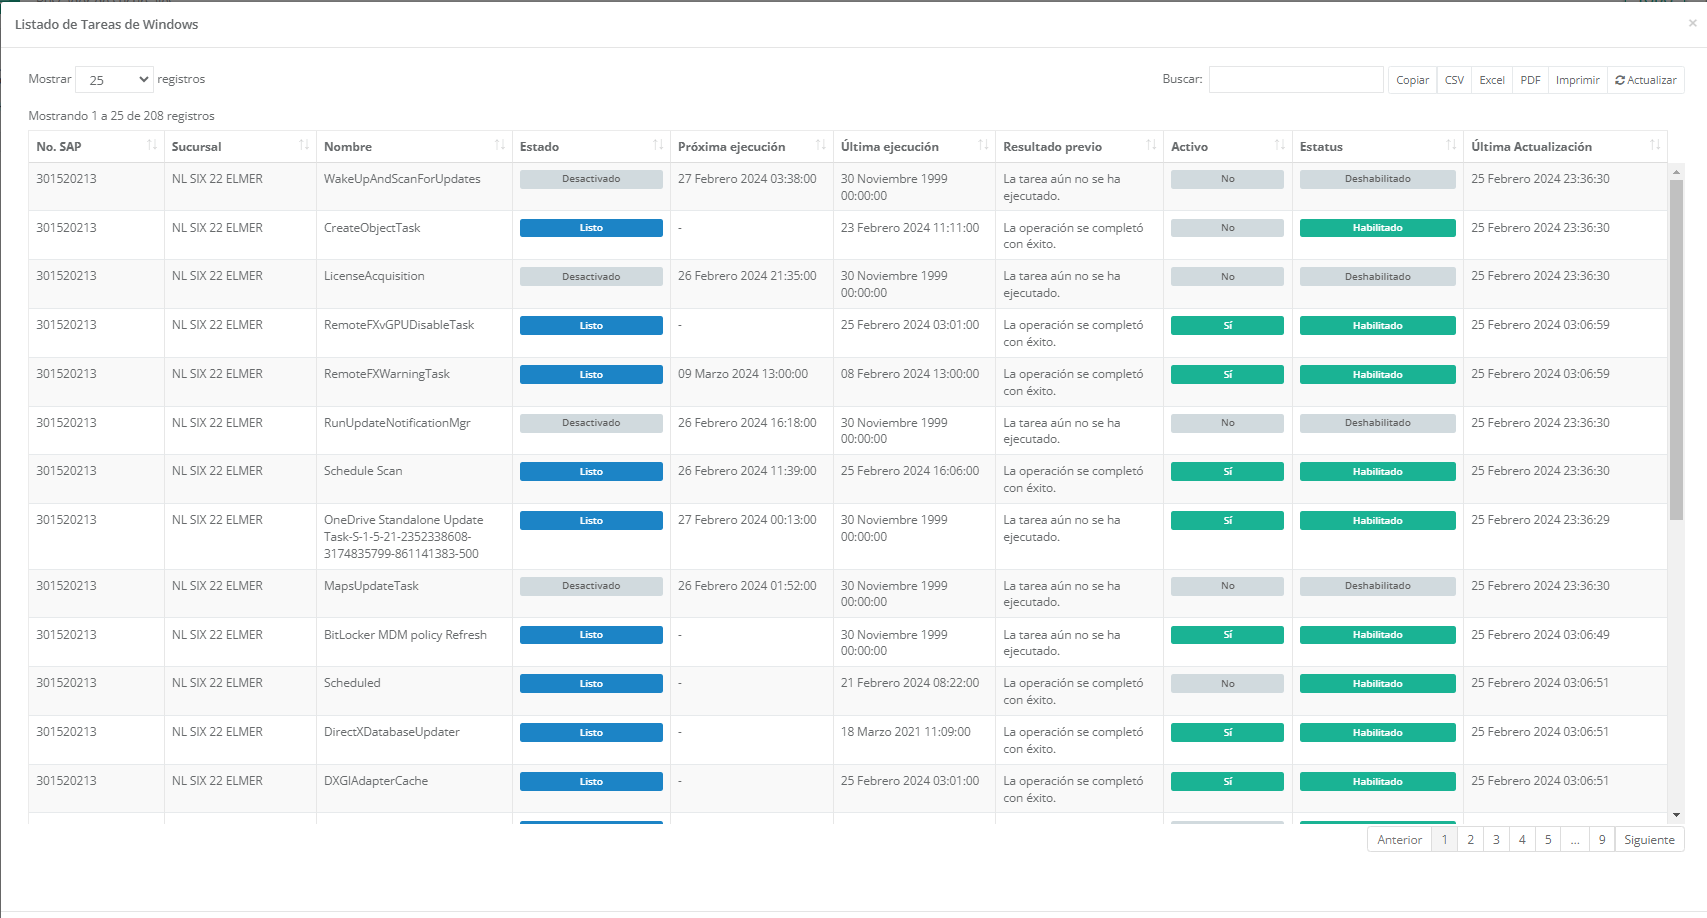 Listado de Tareas de Windows ×
Mostrar 25 registros Buscar: Copiar CSV Excel PDF Imprimir Actualizar
Mostrando 1 a 25 de 208 registros
No. SAP Sucursal Nombre Estado Próxima ejecución Última ejecución Resultado previo Activo Estatus Última Actualización
301520213 NL SIX 22 ELMER WakeUpAndScanForUpdates Desactivado 27 Febrero 2024 03:38:00 30 Noviembre 1999 La tarea aún no se ha No Deshabilitado 25 Febrero 2024 23:36:30
00:00:00 ejecutado.
301520213 NL SIX 22 ELMER CreateObjectTask Listo - 23 Febrero 2024 11:11:00 La operación se completó No Habilitado 25 Febrero 2024 23:36:30
con éxito.
301520213 NL SIX 22 ELMER LicenseAcquisition Desactivado 26 Febrero 2024 21:35:00 30 Noviembre 1999 La tarea aún no se ha No Deshabilitado 25 Febrero 2024 23:36:30
00:00:00 ejecutado.
301520213 NL SIX 22 ELMER RemoteFXvGPUDisableTask Listo - 25 Febrero 2024 03:01:00 La operación se completó Sí Habilitado 25 Febrero 2024 03:06:59
con éxito.
301520213 NL SIX 22 ELMER RemoteFXWarningTask Listo 09 Marzo 2024 13:00:00 08 Febrero 2024 13:00:00 La operación se completó Sí Habilitado 25 Febrero 2024 03:06:59
con éxito.
301520213 NL SIX 22 ELMER RunUpdateNotificationMgr Desactivado 26 Febrero 2024 16:18:00 30 Noviembre 1999 La tarea aún no se ha No Deshabilitado 25 Febrero 2024 23:36:30
00:00:00 ejecutado.
301520213 NL SIX 22 ELMER Schedule Scan Listo 26 Febrero 2024 11:39:00 25 Febrero 2024 16:06:00 La operación se completó Sí Habilitado 25 Febrero 2024 23:36:30
con éxito.
301520213 NL SIX 22 ELMER OneDrive Standalone Update Listo 27 Febrero 2024 00:13:00 30 Noviembre 1999 La tarea aún no se ha Sí Habilitado 25 Febrero 2024 23:36:29
Task-S-1-5-21-2352338608- 00:00:00 ejecutado.
3174835799-861141383-500
301520213 NL SIX 22 ELMER MapsUpdateTask Desactivado 26 Febrero 2024 01:52:00 30 Noviembre 1999 La tarea aún no se ha No Deshabilitado 25 Febrero 2024 23:36:30
00:00:00 ejecutado.
301520213 NL SIX 22 ELMER BitLocker MDM policy Refresh Listo - 30 Noviembre 1999 La tarea aún no se ha Sí Habilitado 25 Febrero 2024 03:06:49
00:00:00 ejecutado.
301520213 NL SIX 22 ELMER Scheduled Listo - 21 Febrero 2024 08:22:00 La operación se completó No Habilitado 25 Febrero 2024 03:06:51
con éxito.
301520213 NL SIX 22 ELMER DirectXDatabaseUpdater Listo - 18 Marzo 2021 11:09:00 La operación se completó Sí Habilitado 25 Febrero 2024 03:06:51
con éxito.
301520213 NL SIX 22 ELMER DXGIAdapterCache Listo - 25 Febrero 2024 03:01:00 La operación se completó Sí Habilitado 25 Febrero 2024 03:06:51
con éxito.
Anterior 1 2 3 4 5 ... 9 Siguiente